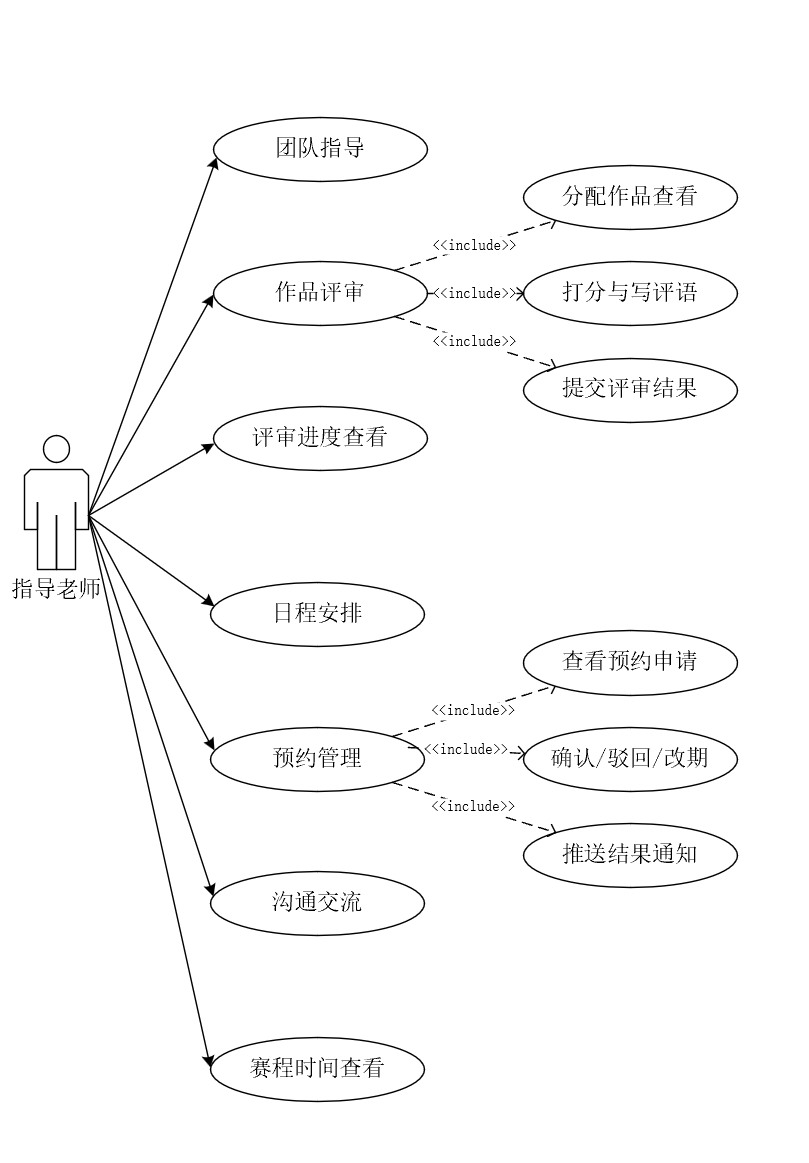 团队指导
分配作品查看
<<include>>
作品评审
<<include>>
打分与写评语
<<include>>
提交评审结果
评审进度查看
指导老师
日程安排
查看预约申请
<<include>>
预约管理
<<include>>
确认/驳回/改期
<<include>>
推送结果通知
沟通交流
赛程时间查看